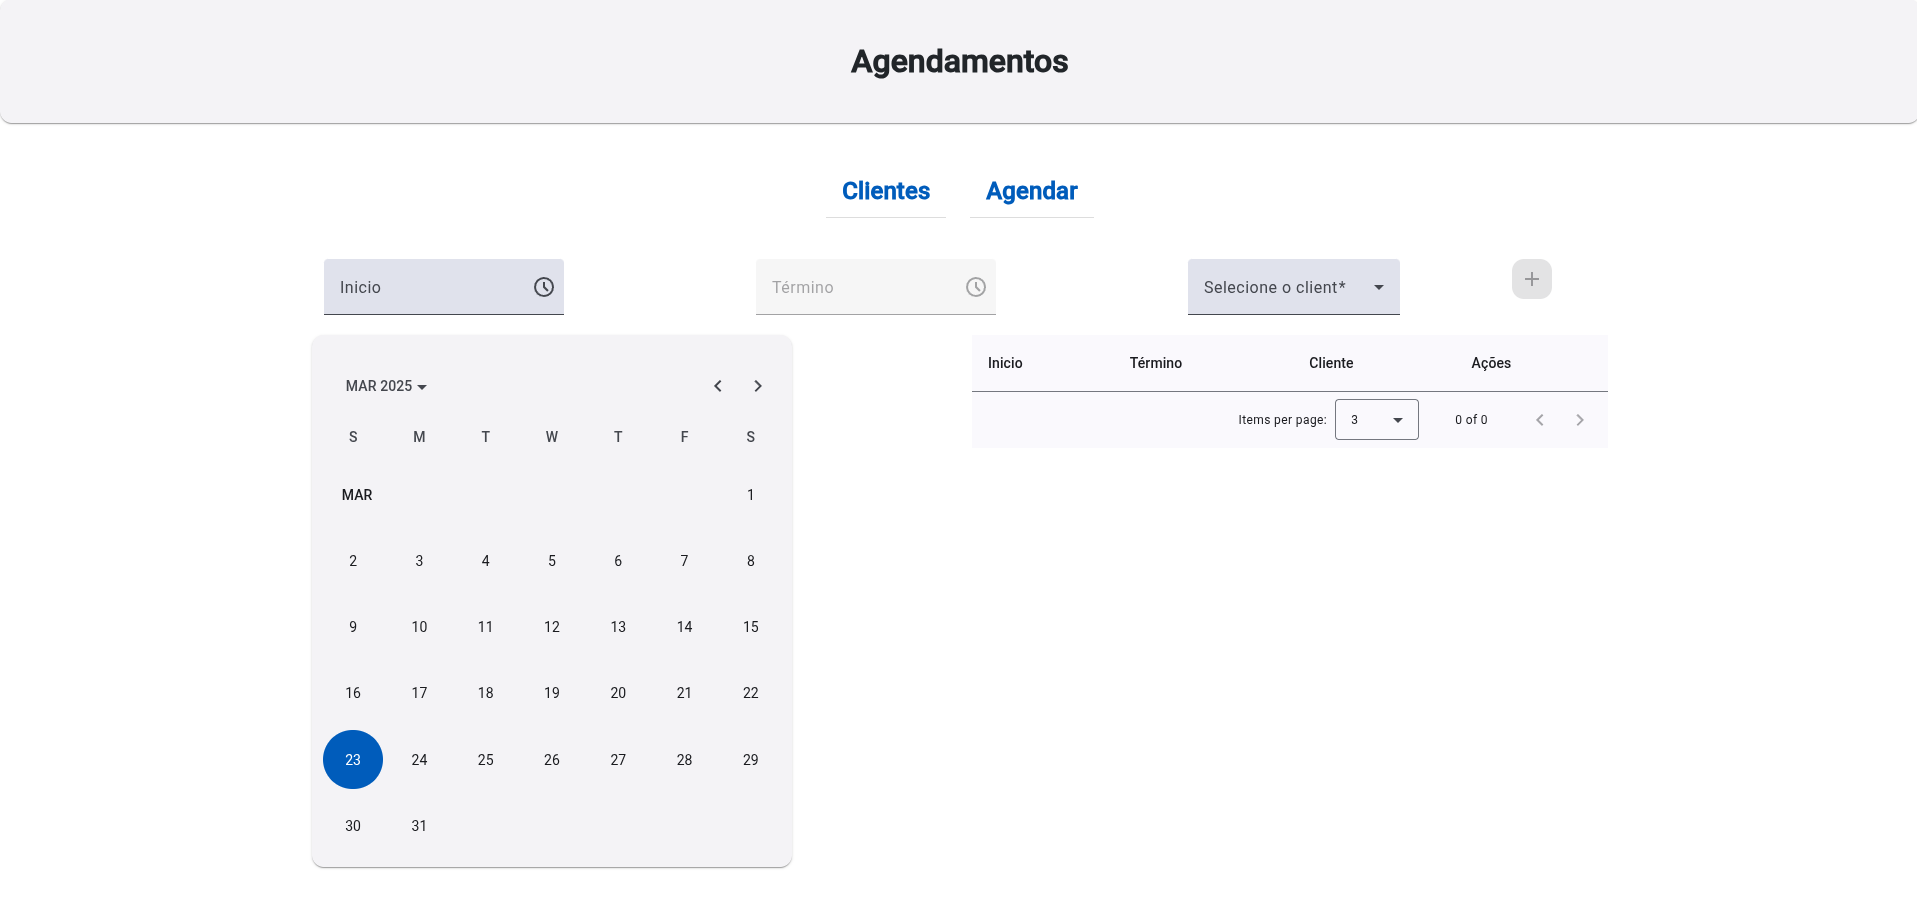 Agendamentos
Clientes Agendar
Inicio Término Selecione o client*
MAR 2025
S M T W T F S
MAR 1
2 3 4 5 6 7 8
9 10 11 12 13 14 15
16 17 18 19 20 21 22
23 24 25 26 27 28 29
30 31
Inicio Término Cliente Ações
Items per page: 3 0 of 0